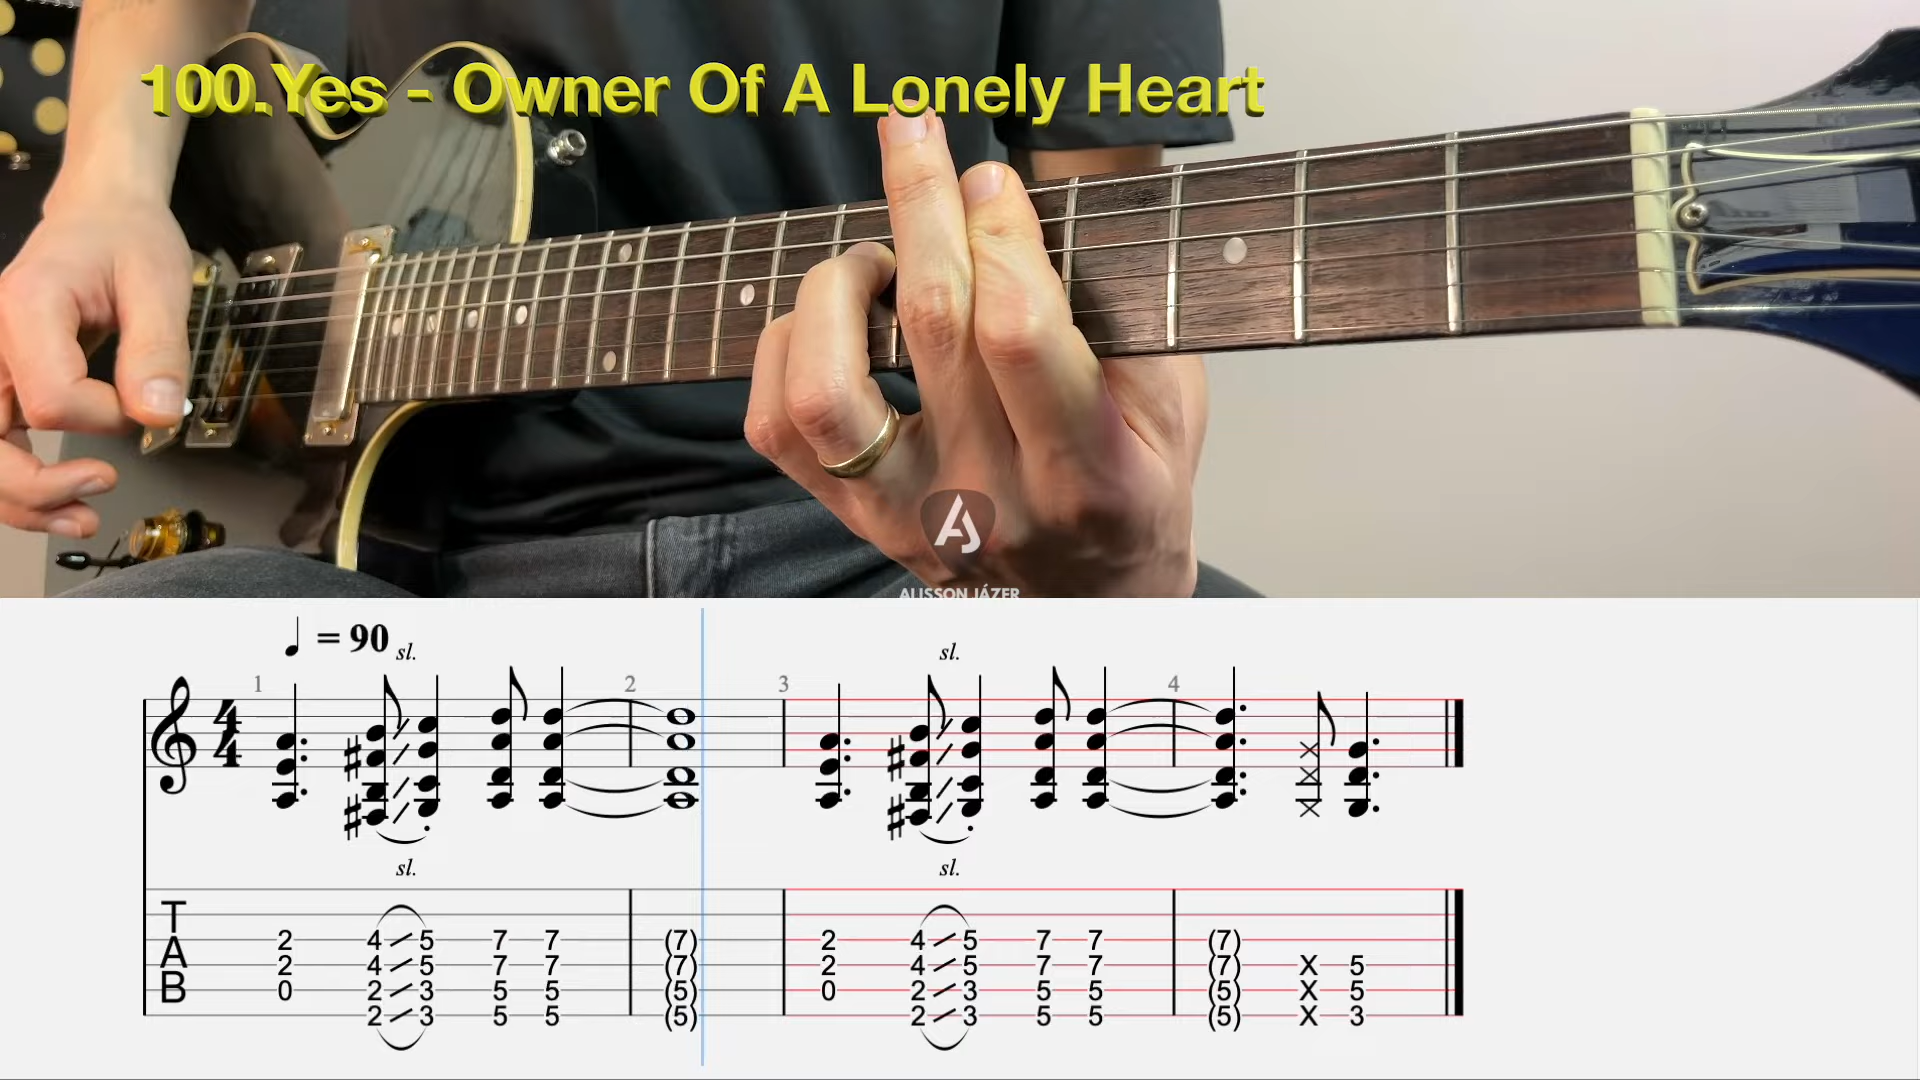 100.Yes - Owner Of A Lonely Heart
AJ
ALISSON JÁZER
♩ = 90
sl. sl.
1 2 3 4
4/4
sl. sl.
T
A
B
2 4 5 7 7 (7) 2 4 5 7 7 (7)
2 4 5 7 7 (7) 2 4 5 7 7 (7) X 5
0 2 3 5 5 (5) 0 2 3 5 5 (5) X 5
2 3 5 5 (5) 2 3 5 5 (5) X 3